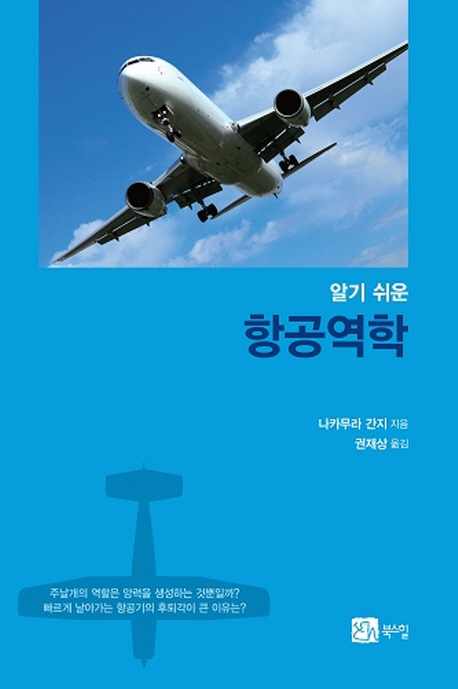 알기 쉬운
항공역학
나카무라 간지 지음
권재상 옮김
주날개의 역할은 양력을 생성하는 것뿐일까?
빠르게 날아가는 항공기의 후퇴각이 큰 이유는?
북스힐